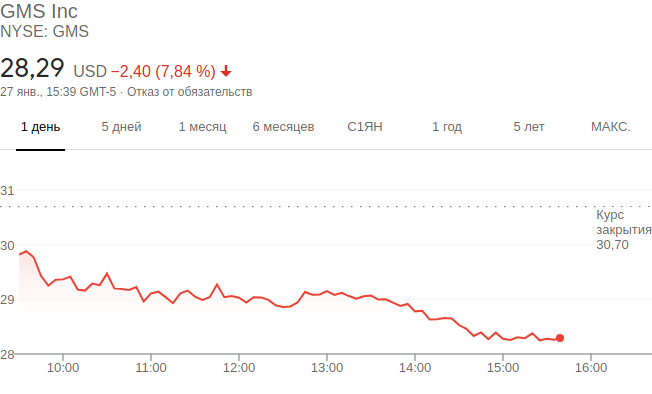 GMS Inc
NYSE: GMS
28,29 USD −2,40 (7,84 %)
27 янв., 15:39 GMT-5 · Отказ от обязательств
1 день 5 дней 1 месяц 6 месяцев С1ЯН 1 год 5 лет МАКС.
31
Курс
закрытия
30 30,70
29
28
10:00 11:00 12:00 13:00 14:00 15:00 16:00